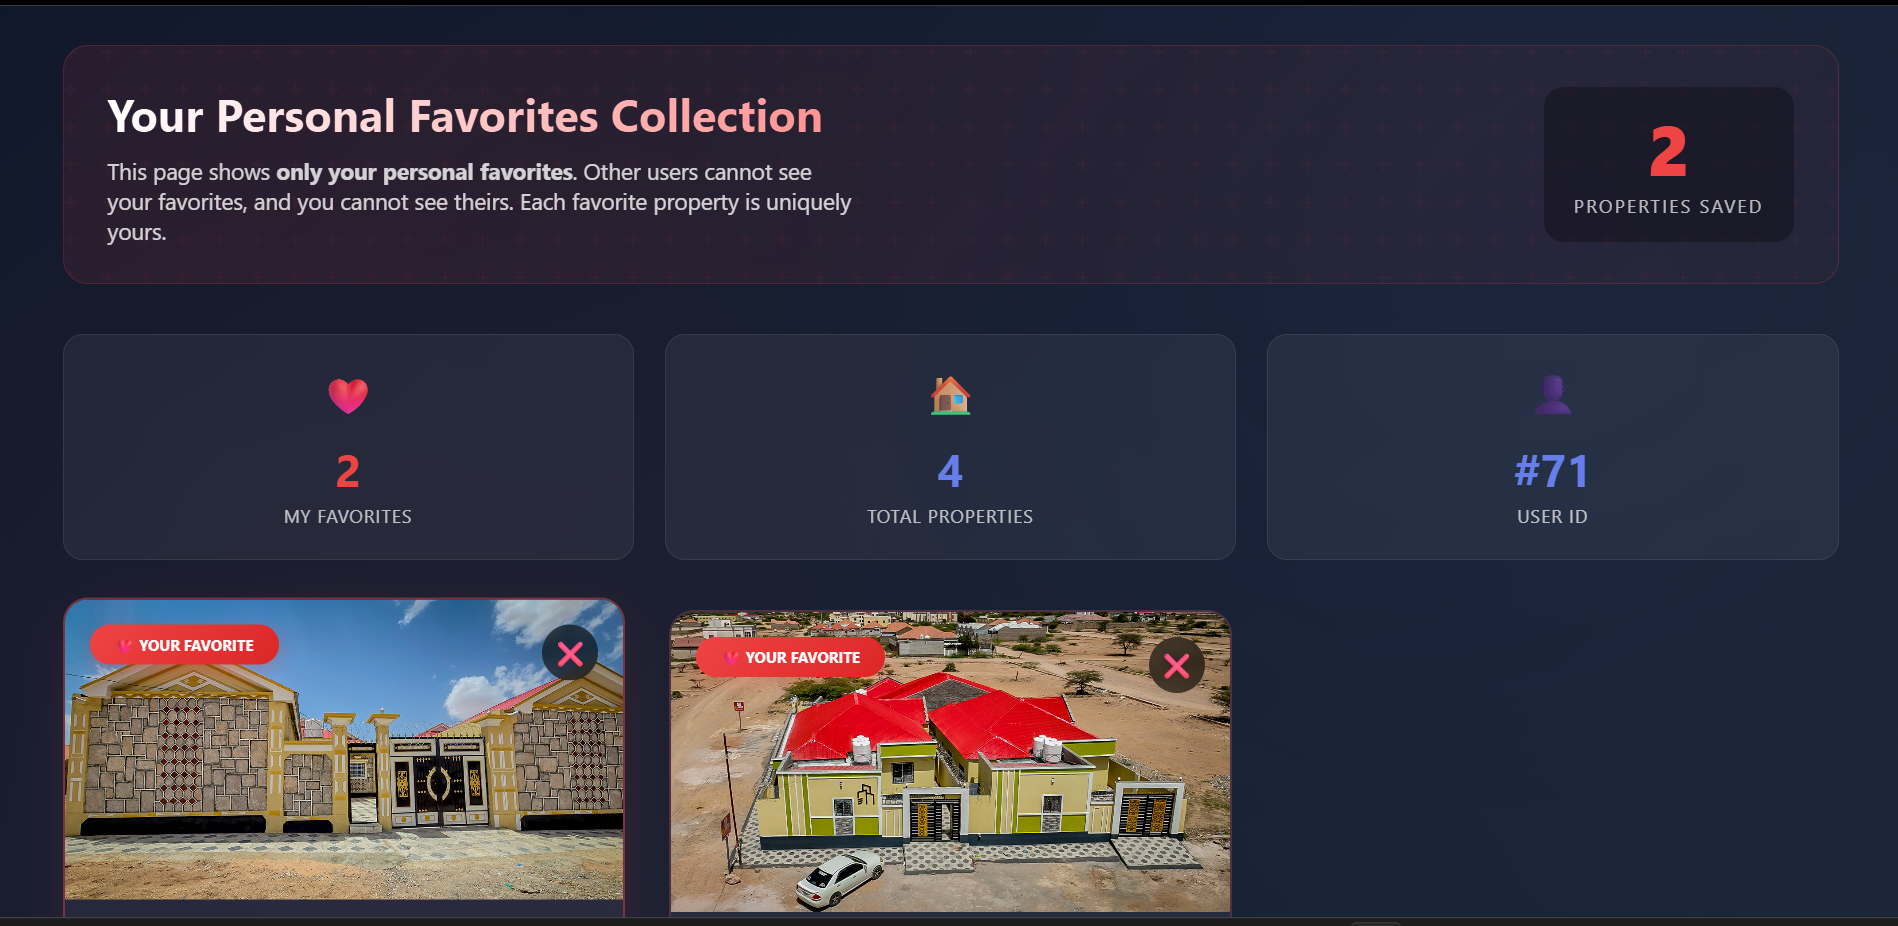 Your Personal Favorites Collection
This page shows only your personal favorites. Other users cannot see
your favorites, and you cannot see theirs. Each favorite property is uniquely
yours.
2
PROPERTIES SAVED
2
MY FAVORITES
4
TOTAL PROPERTIES
#71
USER ID
YOUR FAVORITE
YOUR FAVORITE